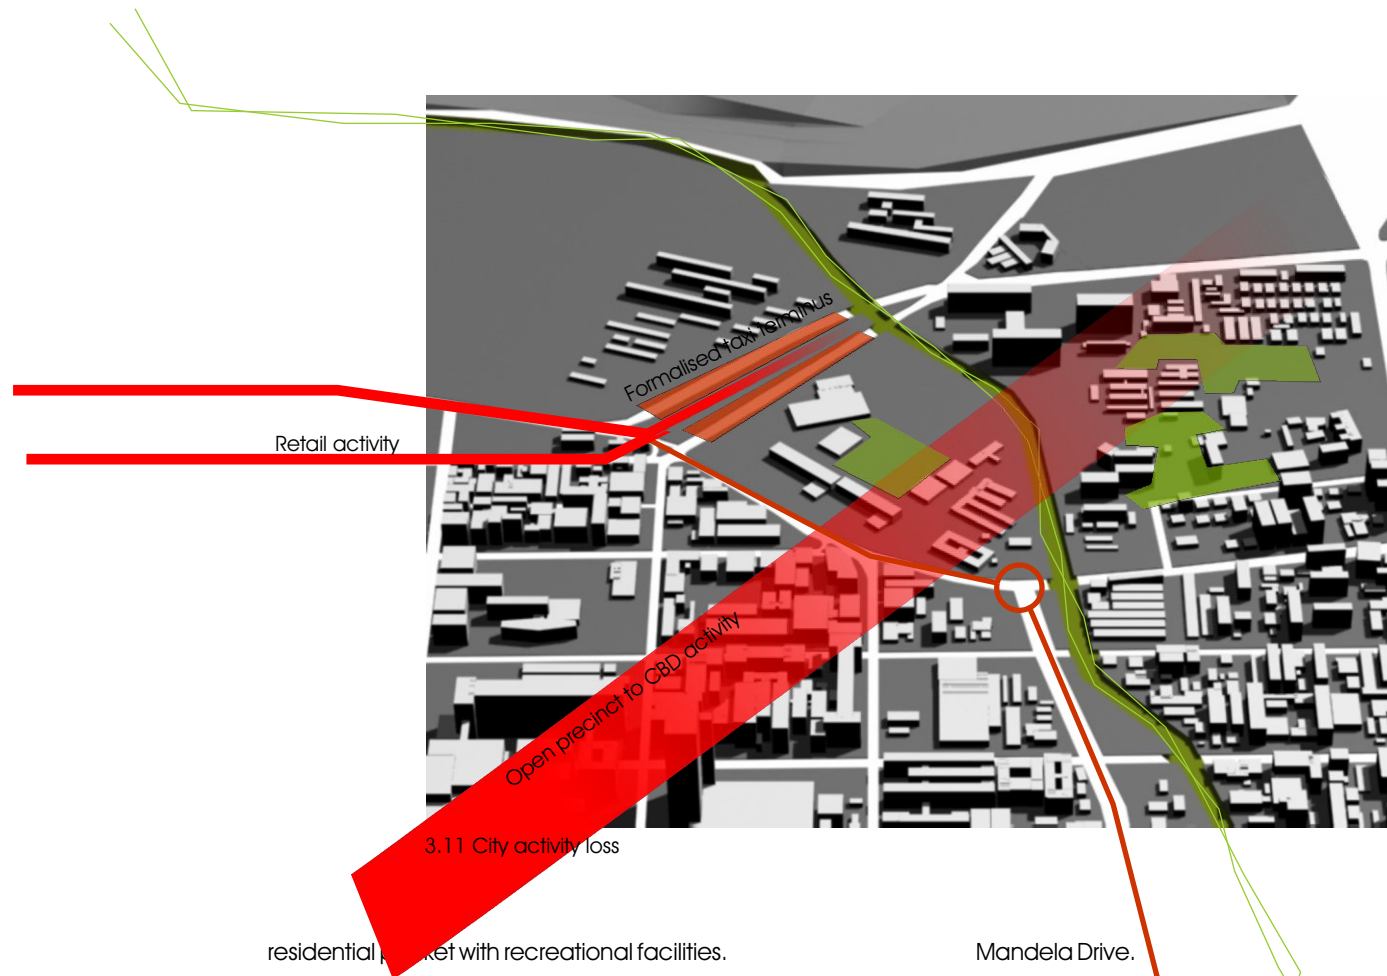 Formalised taxi terminus
Retail activity
Open precinct to CBD activity
3.11 City activity loss
residential with recreational facilities.
Mandela Drive.